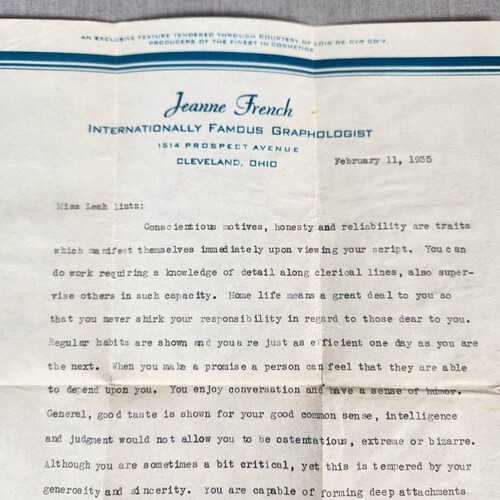 AN EXCLUSIVE FEATURE TENDERED THROUGH COURTESY OF LOIS DE CYR CO'Y
PRODUCERS OF THE FINEST IN COSMETICS
Jeanne French
INTERNATIONALLY FAMOUS GRAPHOLOGIST
1514 PROSPECT AVENUE
CLEVELAND, OHIO
February 11, 1935
Miss Leah Lintz:
Conscientious motives, honesty and reliability are traits
which manifest themselves immediately upon viewing your script. You can
do work requiring a knowledge of detail along clerical lines, also super-
vise others in such capacity. Home life means a great deal to you so
that you never shirk your responsibility in regard to those dear to you.
Regular habits are shown and you are just as efficient one day as you are
the next. When you make a promise a person can feel that they are able
to depend upon you. You enjoy conversation and have a sense of humor.
General, good taste is shown for your good common sense, intelligence
and judgment would not allow you to be ostentatious, extreme or bizarre.
Although you are sometimes a bit critical, yet this is tempered by your
generosity and sincerity. You are capable of forming deep attachments